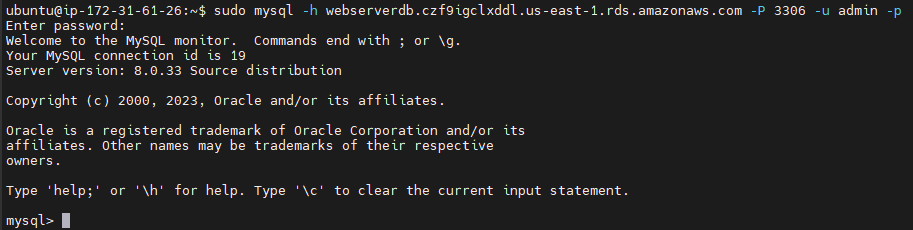 ubuntu@ip-172-31-61-26:~$ sudo mysql -h webserverdb.czf9igclxddl.us-east-1.rds.amazonaws.com -P 3306 -u admin -p
Enter password:
Welcome to the MySQL monitor.  Commands end with ; or \g.
Your MySQL connection id is 19
Server version: 8.0.33 Source distribution
Copyright (c) 2000, 2023, Oracle and/or its affiliates.
Oracle is a registered trademark of Oracle Corporation and/or its
affiliates. Other names may be trademarks of their respective
owners.
Type 'help;' or '\h' for help. Type '\c' to clear the current input statement.
mysql>